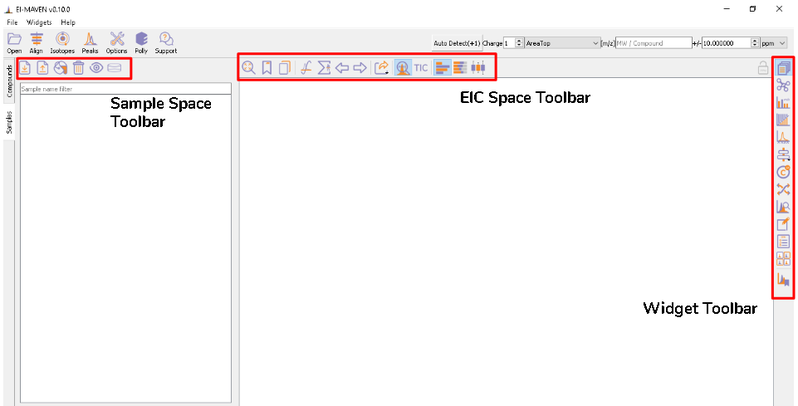 EI-MAVEN v0.10.0
File Widgets Help
Open Align Isotopes Peaks Options Polly Support
Auto Detect(+1) Charge 1 AreaTop [m/z] MW / Compound +/- 10.000000 ppm
TIC
Compounds
Samples
Sample name filter
Sample Space
Toolbar
EIC Space Toolbar
Widget Toolbar